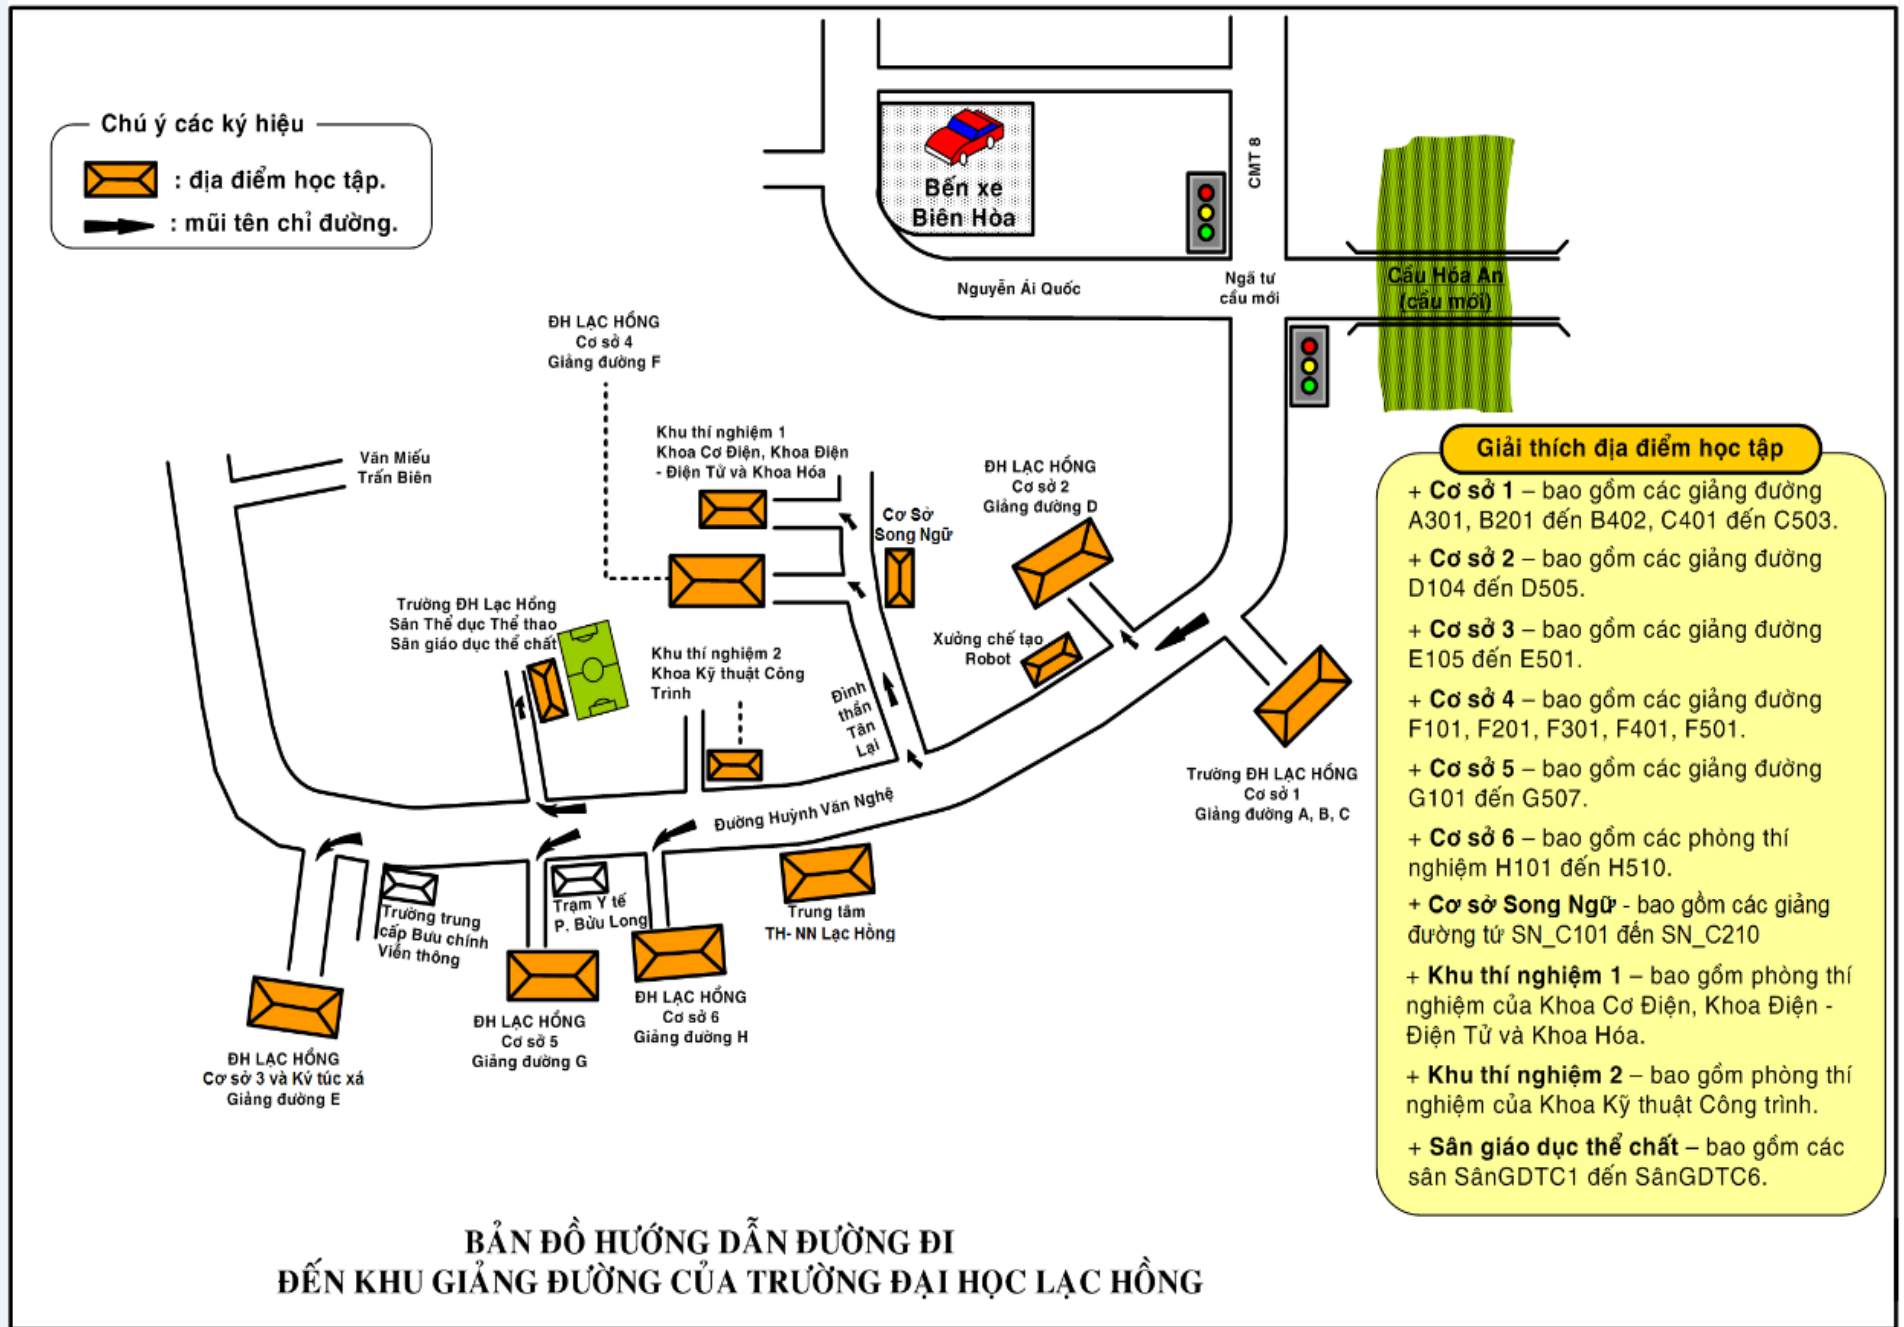 Chú ý các ký hiệu
: địa điểm học tập.
: mũi tên chỉ đường.
Bến xe
Biên Hòa
CMT 8
Nguyễn Ái Quốc
Ngã tư
cầu mới
Cầu Hóa An
(cầu mới)
ĐH LẠC HỒNG
Cơ sở 4
Giảng đường F
Văn Miếu
Trấn Biên
Khu thí nghiệm 1
Khoa Cơ Điện, Khoa Điện
- Điện Tử và Khoa Hóa
Cơ Sở
Song Ngữ
ĐH LẠC HỒNG
Cơ sở 2
Giảng đường D
Trường ĐH Lạc Hồng
Sân Thể dục Thể thao
Sân giáo dục thể chất
Khu thí nghiệm 2
Khoa Kỹ thuật Công
Trình
Xưởng chế tạo
Robot
Đình
thần
Tân
Lại
Đường Huỳnh Văn Nghệ
Trường ĐH LẠC HỒNG
Cơ sở 1
Giảng đường A, B, C
Trường trung
cấp Bưu chính
Viễn thông
Trạm Y tế
P. Bửu Long
Trung tâm
TH- NN Lạc Hồng
ĐH LẠC HỒNG
Cơ sở 6
Giảng đường H
ĐH LẠC HỒNG
Cơ sở 5
Giảng đường G
ĐH LẠC HỒNG
Cơ sở 3 và Ký túc xá
Giảng đường E
Giải thích địa điểm học tập
+ Cơ sở 1 – bao gồm các giảng đường
A301, B201 đến B402, C401 đến C503.
+ Cơ sở 2 – bao gồm các giảng đường
D104 đến D505.
+ Cơ sở 3 – bao gồm các giảng đường
E105 đến E501.
+ Cơ sở 4 – bao gồm các giảng đường
F101, F201, F301, F401, F501.
+ Cơ sở 5 – bao gồm các giảng đường
G101 đến G507.
+ Cơ sở 6 – bao gồm các phòng thí
nghiệm H101 đến H510.
+ Cơ sở Song Ngữ - bao gồm các giảng
đường tứ SN_C101 đến SN_C210
+ Khu thí nghiệm 1 – bao gồm phòng thí
nghiệm của Khoa Cơ Điện, Khoa Điện -
Điện Tử và Khoa Hóa.
+ Khu thí nghiệm 2 – bao gồm phòng thí
nghiệm của Khoa Kỹ thuật Công trình.
+ Sân giáo dục thể chất – bao gồm các
sân SânGDTC1 đến SânGDTC6.
BẢN ĐỒ HƯỚNG DẪN ĐƯỜNG ĐI
ĐẾN KHU GIẢNG ĐƯỜNG CỦA TRƯỜNG ĐẠI HỌC LẠC HỒNG